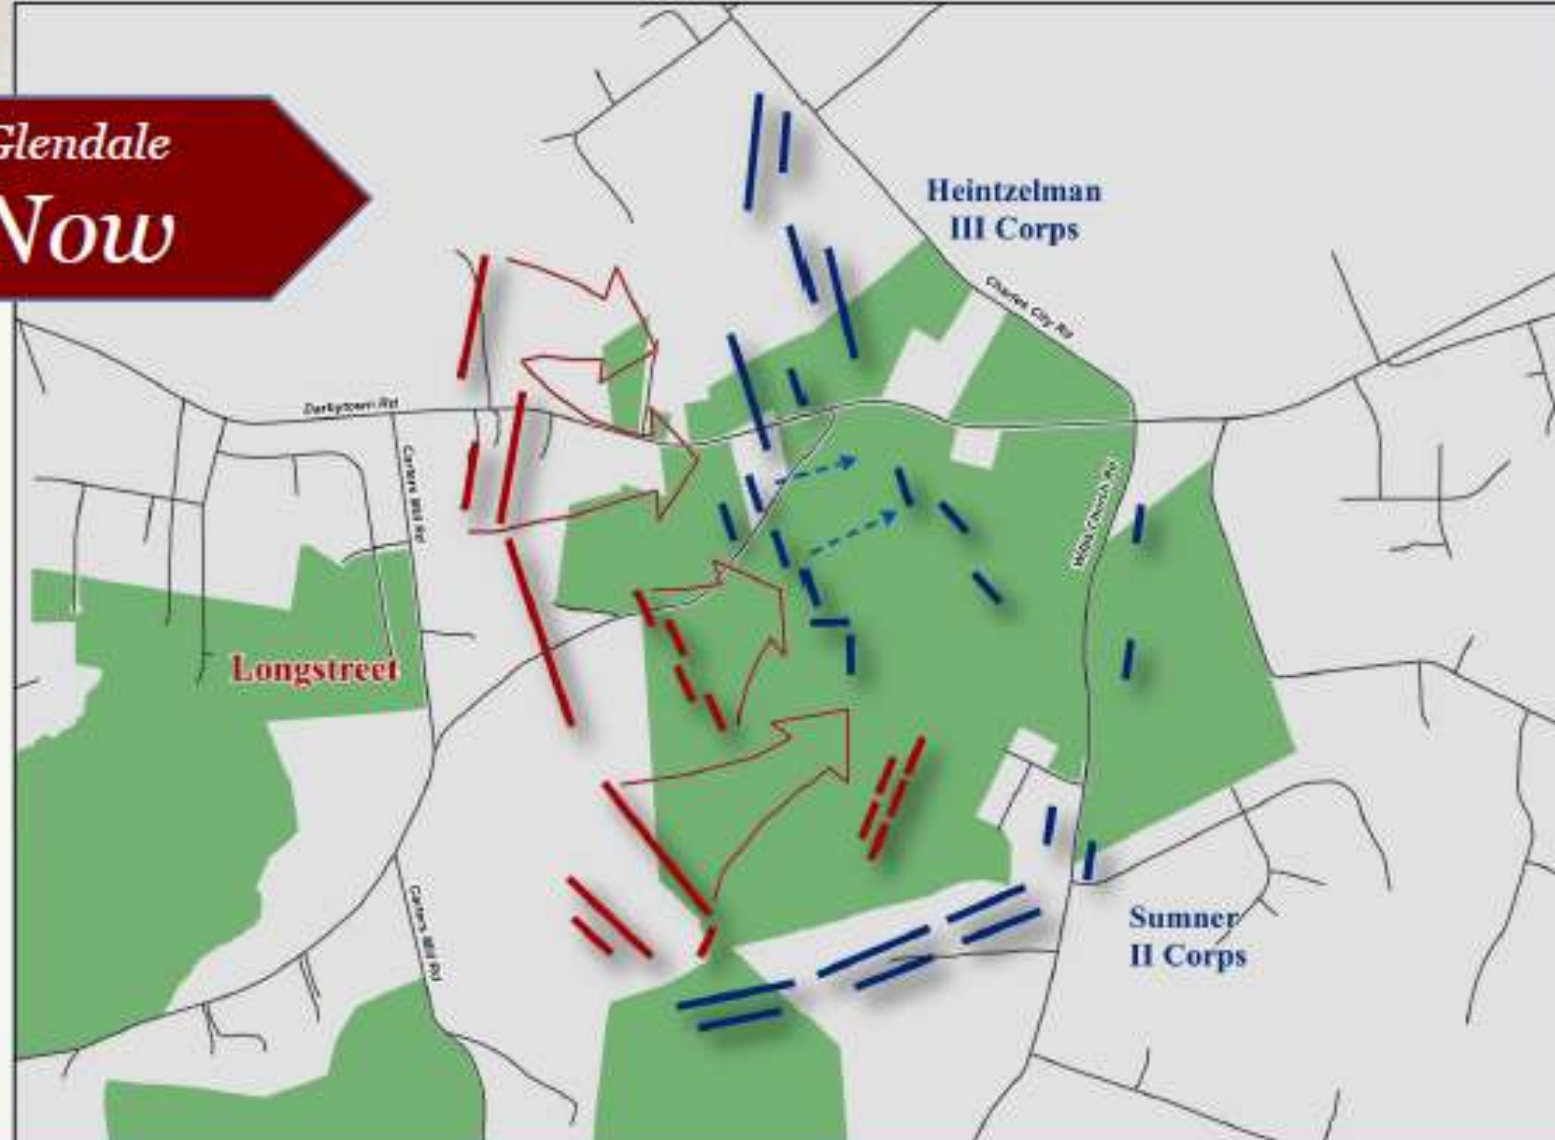 Glendale
Now
Heintzelman
III Corps
Charles City Rd
Darbytown Rd
Carters Mill Rd
Willis Church Rd
Longstreet
Carters Mill Rd
Sumner
II Corps